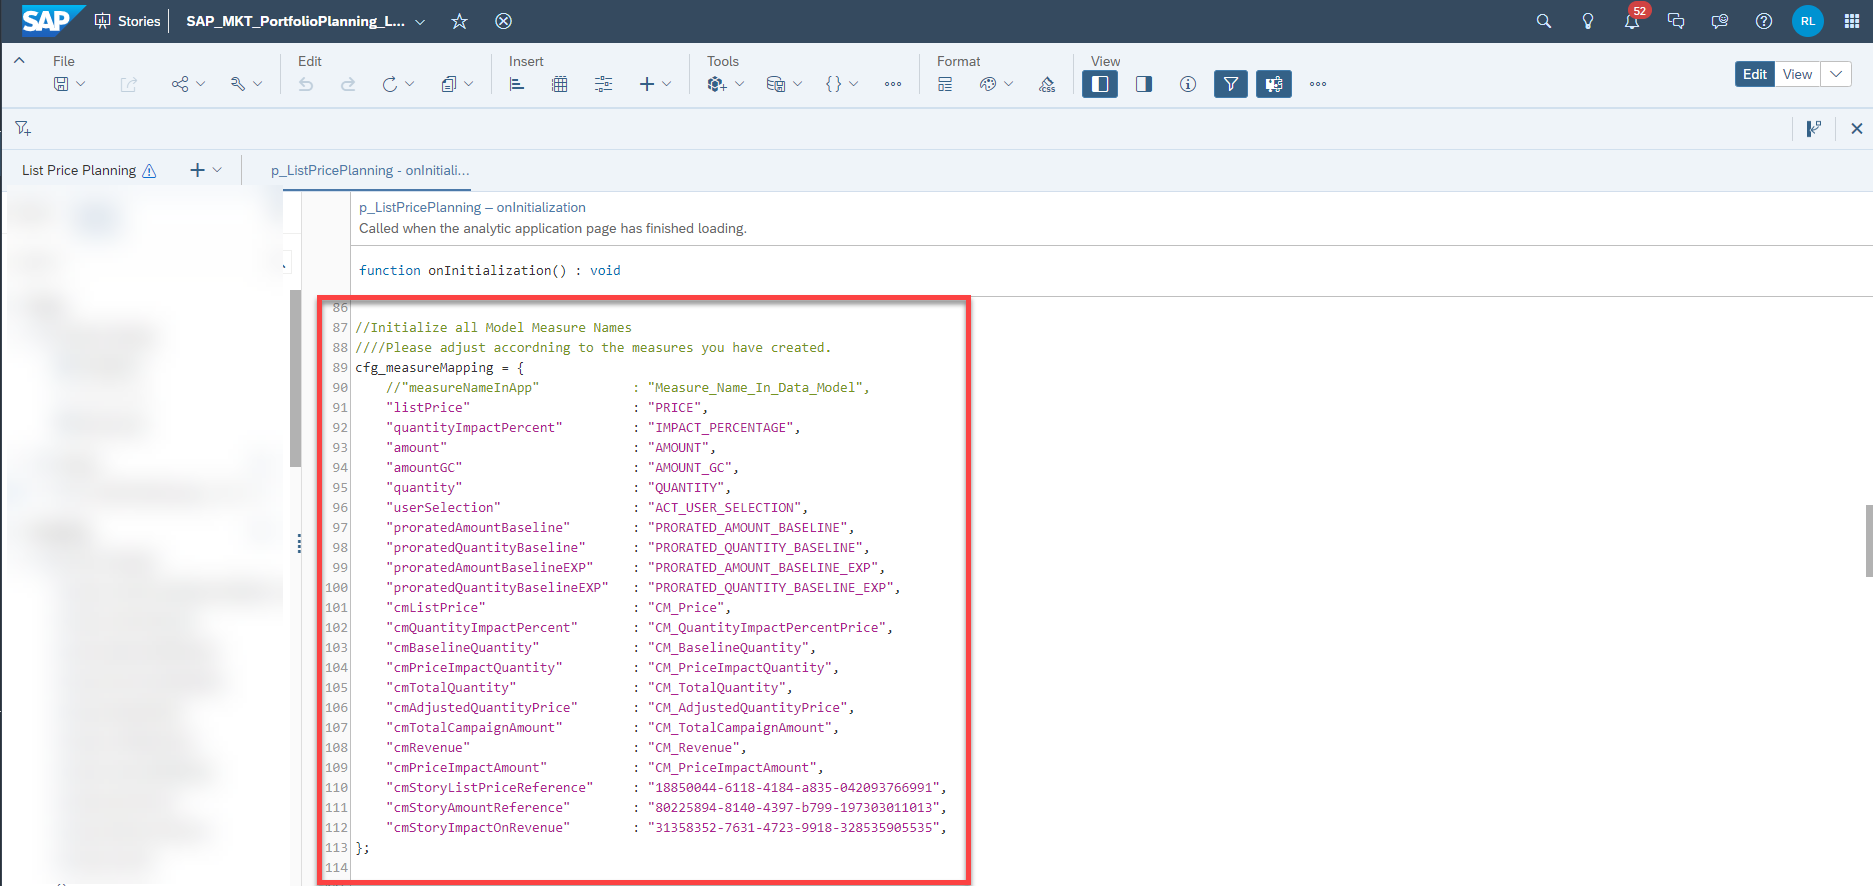 SAP Stories SAP_MKT_PortfolioPlanning_L... 52 RL
File Edit Insert Tools Format View
Edit View
List Price Planning p_ListPricePlanning - onInitiali...
p_ListPricePlanning – onInitialization
Called when the analytic application page has finished loading.
function onInitialization() : void
86
87 //Initialize all Model Measure Names
88 ////Please adjust accordning to the measures you have created.
89 cfg_measureMapping = {
90 //"measureNameInApp" : "Measure_Name_In_Data_Model",
91 "listPrice" : "PRICE",
92 "quantityImpactPercent" : "IMPACT_PERCENTAGE",
93 "amount" : "AMOUNT",
94 "amountGC" : "AMOUNT_GC",
95 "quantity" : "QUANTITY",
96 "userSelection" : "ACT_USER_SELECTION",
97 "proratedAmountBaseline" : "PRORATED_AMOUNT_BASELINE",
98 "proratedQuantityBaseline" : "PRORATED_QUANTITY_BASELINE",
99 "proratedAmountBaselineEXP" : "PRORATED_AMOUNT_BASELINE_EXP",
100 "proratedQuantityBaselineEXP" : "PRORATED_QUANTITY_BASELINE_EXP",
101 "cmListPrice" : "CM_Price",
102 "cmQuantityImpactPercent" : "CM_QuantityImpactPercentPrice",
103 "cmBaselineQuantity" : "CM_BaselineQuantity",
104 "cmPriceImpactQuantity" : "CM_PriceImpactQuantity",
105 "cmTotalQuantity" : "CM_TotalQuantity",
106 "cmAdjustedQuantityPrice" : "CM_AdjustedQuantityPrice",
107 "cmTotalCampaignAmount" : "CM_TotalCampaignAmount",
108 "cmRevenue" : "CM_Revenue",
109 "cmPriceImpactAmount" : "CM_PriceImpactAmount",
110 "cmStoryListPriceReference" : "18850044-6118-4184-a835-042093766991",
111 "cmStoryAmountReference" : "80225894-8140-4397-b799-197303011013",
112 "cmStoryImpactOnRevenue" : "31358352-7631-4723-9918-328535905535",
113 };
114